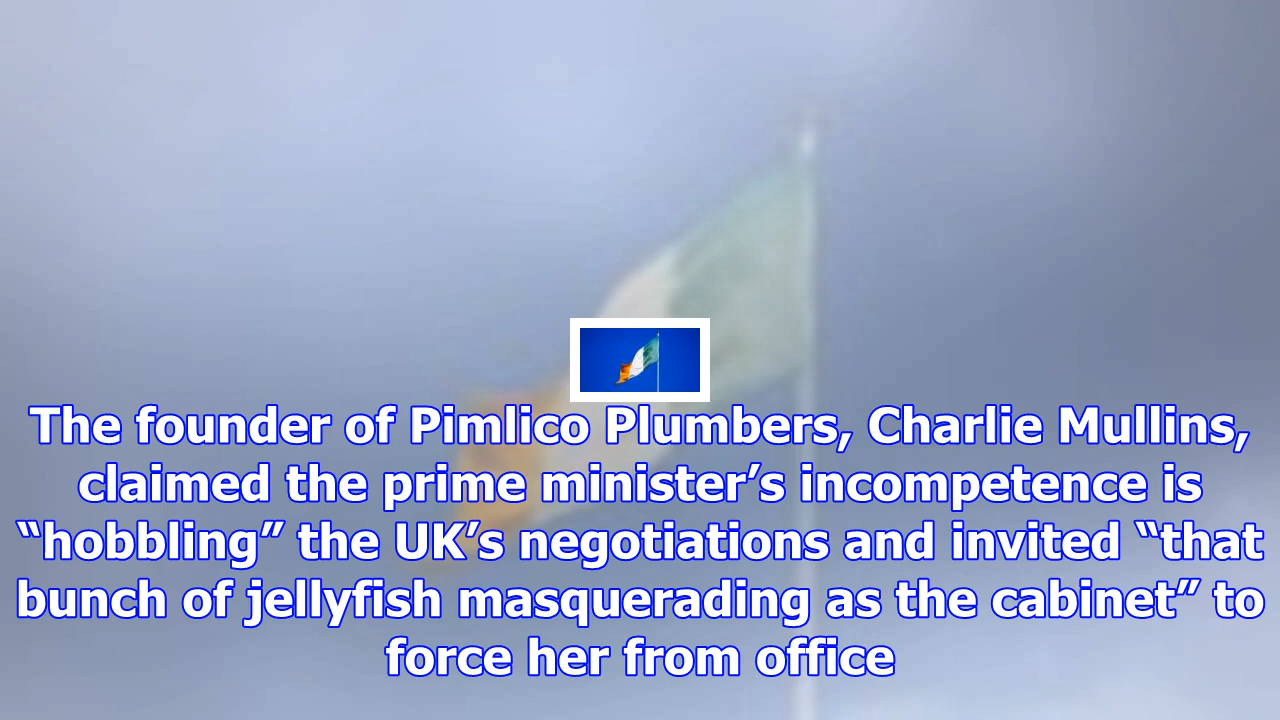 The founder of Pimlico Plumbers, Charlie Mullins,
claimed the prime minister’s incompetence is
“hobbling” the UK’s negotiations and invited “that
bunch of jellyfish masquerading as the cabinet” to
force her from office